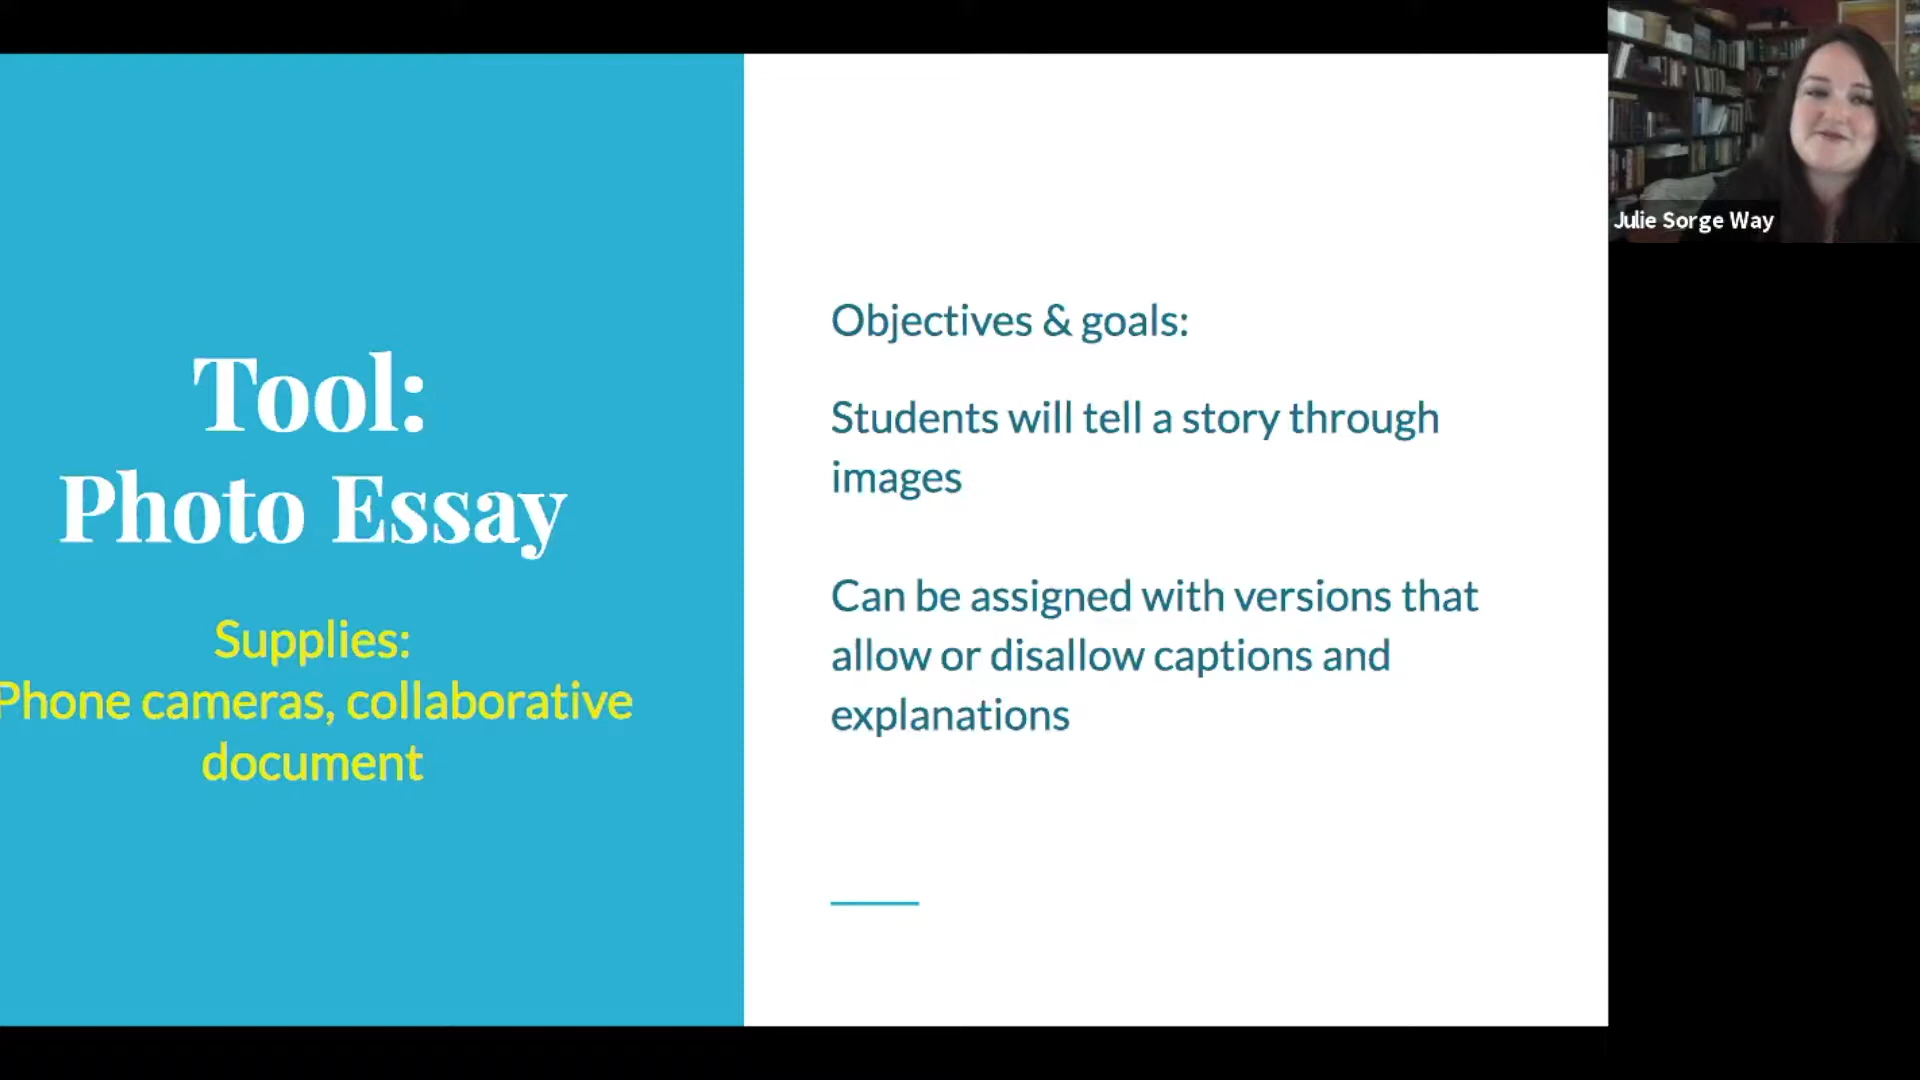 Tool:
Photo Essay
Supplies:
Phone cameras, collaborative
document
Objectives & goals:
Students will tell a story through
images
Can be assigned with versions that
allow or disallow captions and
explanations
Julie Sorge Way